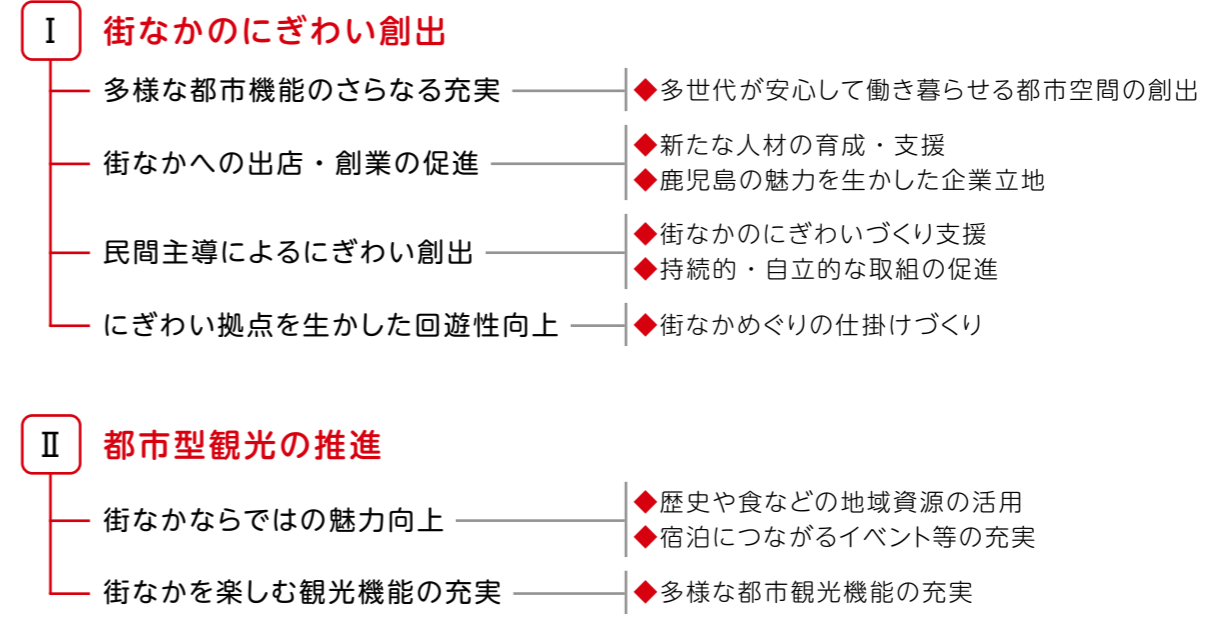 Ⅰ 街なかのにぎわい創出
多様な都市機能のさらなる充実 ◆多世代が安心して働き暮らせる都市空間の創出
街なかへの出店・創業の促進 ◆新たな人材の育成・支援
◆鹿児島の魅力を生かした企業立地
民間主導によるにぎわい創出 ◆街なかのにぎわいづくり支援
◆持続的・自立的な取組の促進
にぎわい拠点を生かした回遊性向上 ◆街なかめぐりの仕掛けづくり
Ⅱ 都市型観光の推進
街なかならではの魅力向上 ◆歴史や食などの地域資源の活用
◆宿泊につながるイベント等の充実
街なかを楽しむ観光機能の充実 ◆多様な都市観光機能の充実